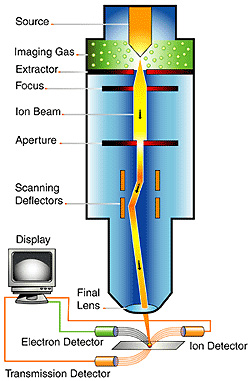 Source
Imaging Gas
Extractor
Focus
Ion Beam
Aperture
Scanning
Deflectors
Display
Final
Lens
Electron Detector
Ion Detector
Transmission Detector